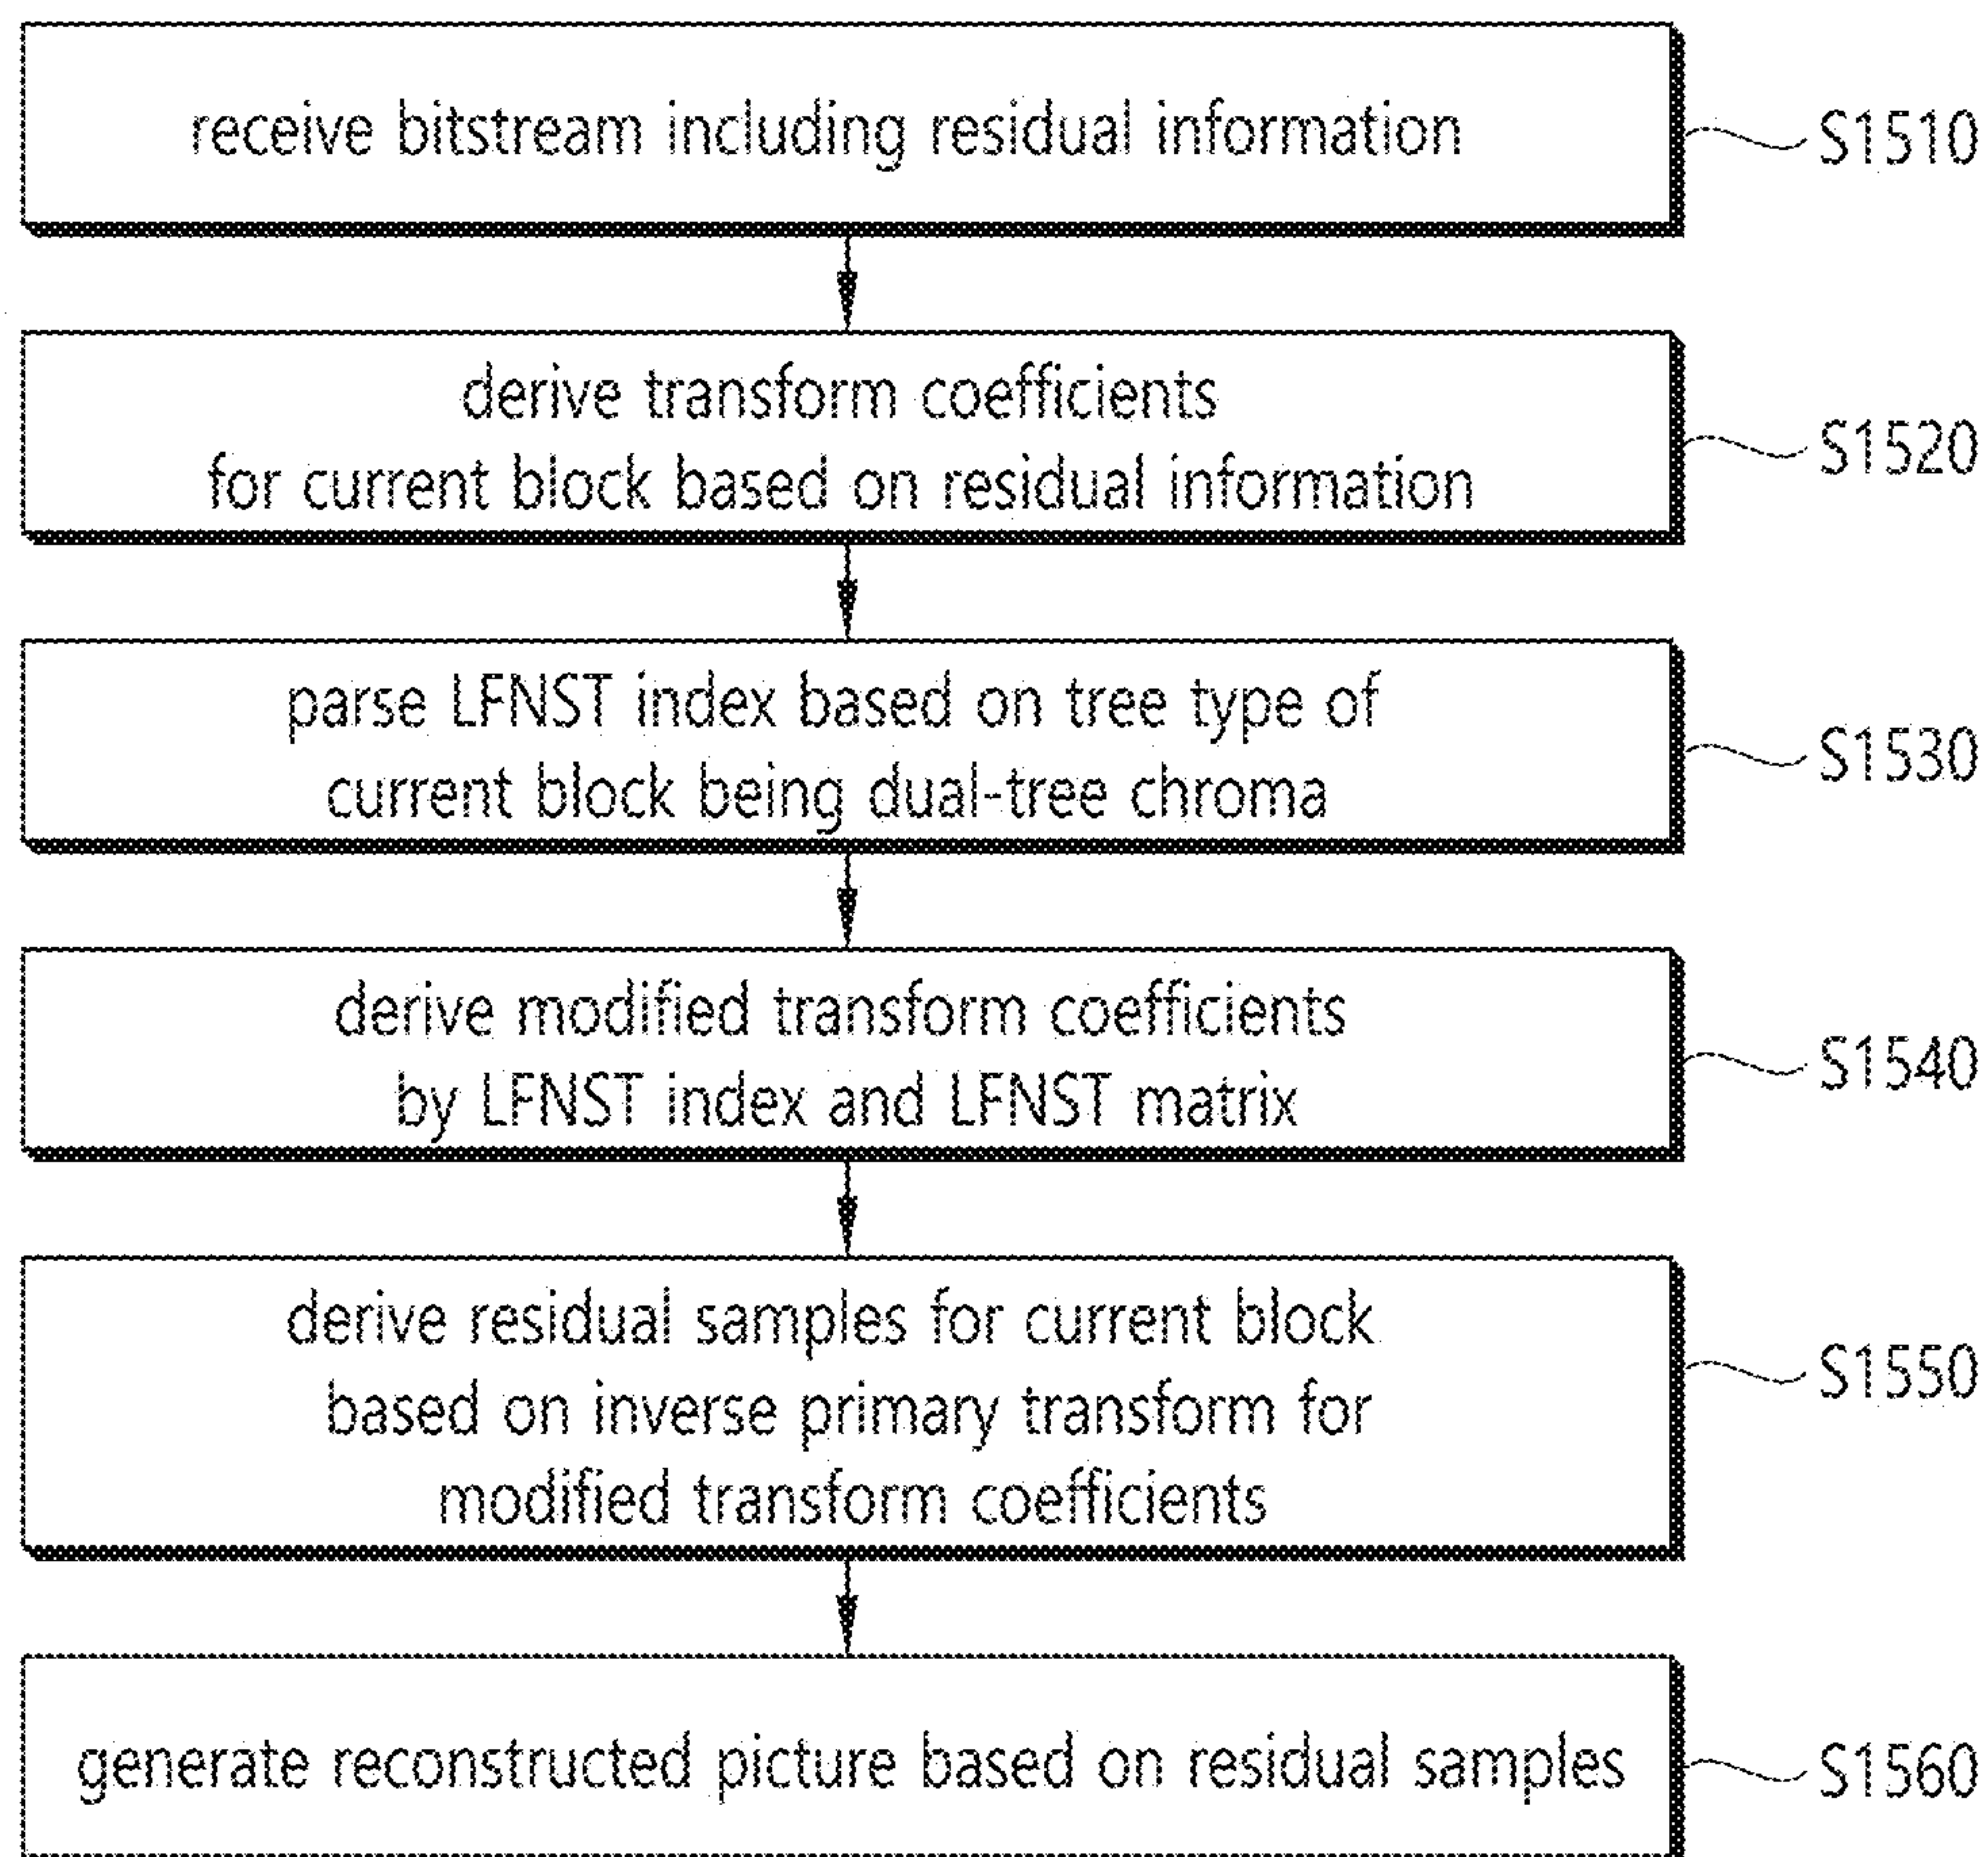 receive bitstream including residual information
S1510
derive transform coefficients
for current block based on residual information
S1520
parse LFNST index based on tree type of
current block being dual-tree chroma
S1530
derive modified transform coefficients
by LFNST index and LFNST matrix
S1540
derive residual samples for current block
based on inverse primary transform for
modified transform coefficients
S1550
generate reconstructed picture based on residual samples
S1560